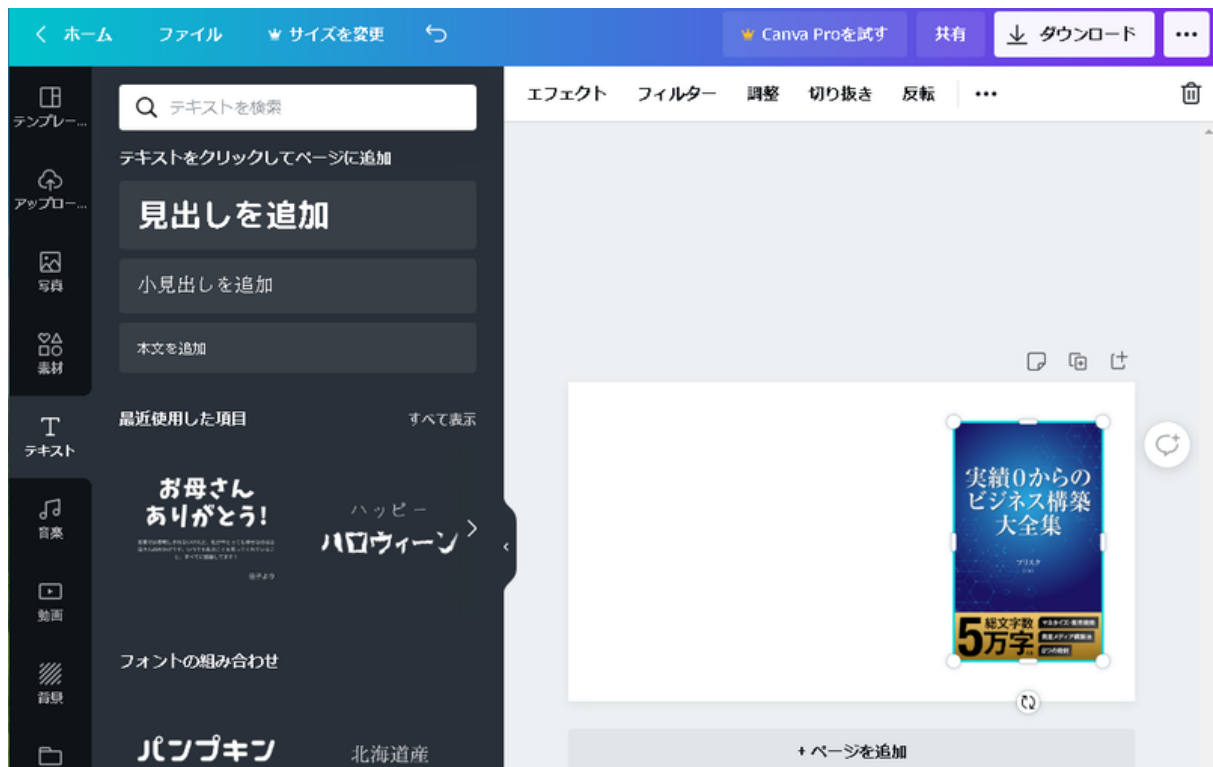 ホーム
ファイル
サイズを変更
Canva Proを試す
共有
ダウンロード
テンプレー...
アップロー...
写真
素材
テキスト
音楽
動画
背景
テキストを検索
テキストをクリックしてページに追加
見出しを追加
小見出しを追加
本文を追加
最近使用した項目
すべて表示
お母さん
ありがとう!
ハッピー
ハロウィーン
フォントの組み合わせ
パンプキン
北海道産
エフェクト
フィルター
調整
切り抜き
反転
実績0からの
ビジネス構築
大全集
総文字数
5万字
+ ページを追加